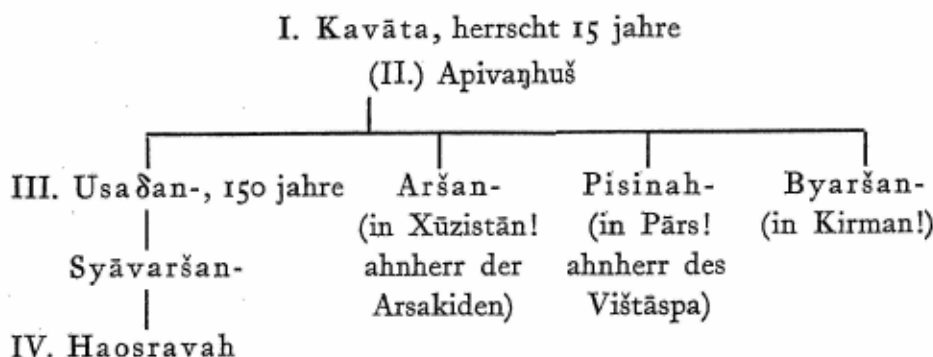 I. Kavāta, herrscht 15 jahre
(II.) Apivaŋhuš
III. Usaδan-, 150 jahre Aršan- Pisinah- Byaršan-
(in Xūzistān! (in Pārs! (in Kirman!)
Syāvaršan- ahnherr der ahnherr des
Arsakiden) Vištāspa)
IV. Haosravah